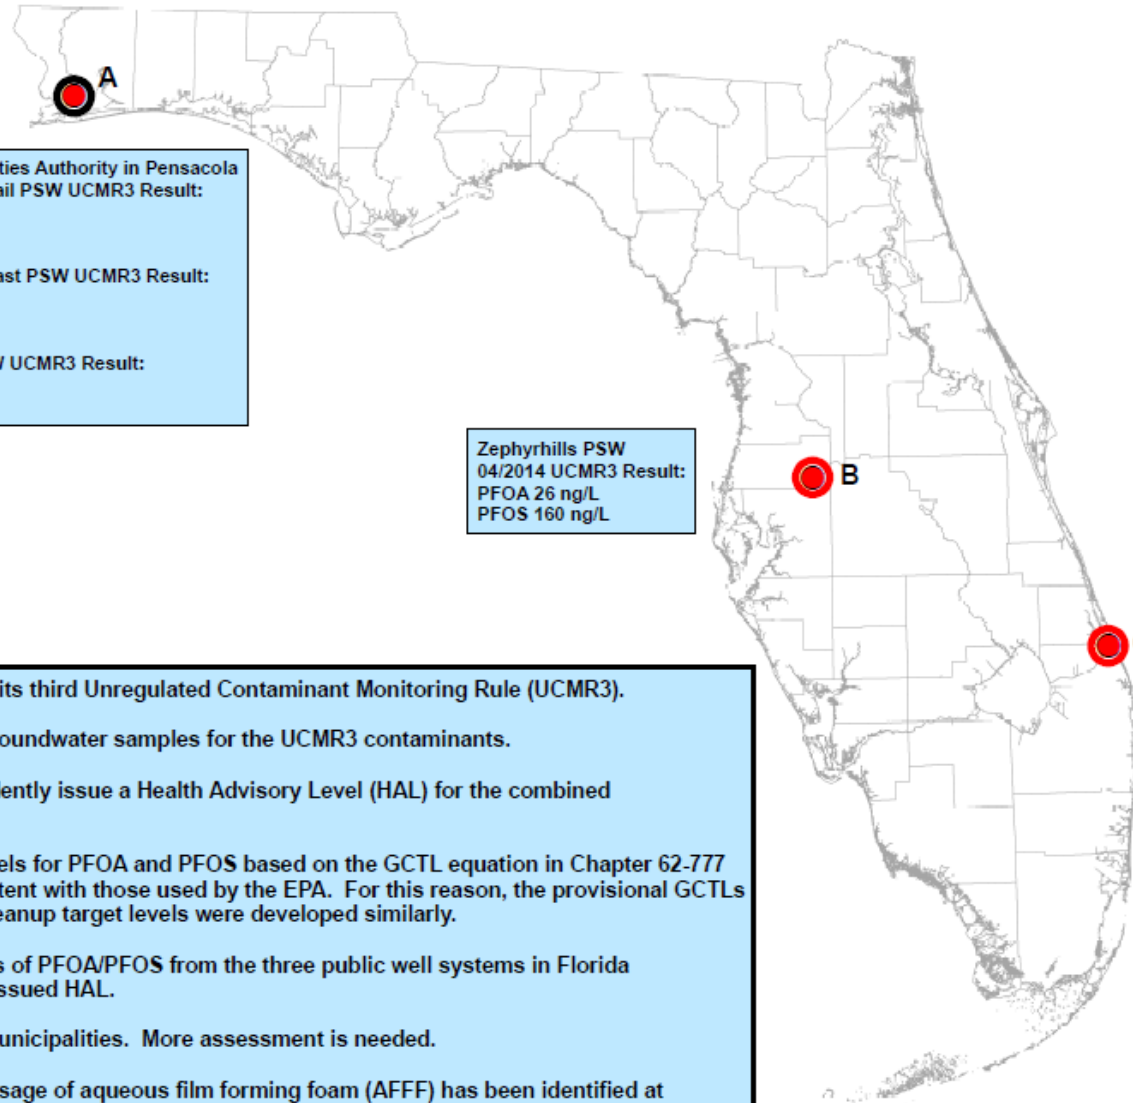 A
ties Authority in Pensacola
ail PSW UCMR3 Result:
ast PSW UCMR3 Result:
UCMR3 Result:
Zephyrhills PSW
04/2014 UCMR3 Result:
PFOA 26 ng/L
PFOS 160 ng/L
B
its third Unregulated Contaminant Monitoring Rule (UCMR3).
oundwater samples for the UCMR3 contaminants.
ently issue a Health Advisory Level (HAL) for the combined
els for PFOA and PFOS based on the GCTL equation in Chapter 62-777
tent with those used by the EPA.  For this reason, the provisional GCTLs
eanup target levels were developed similarly.
s of PFOA/PFOS from the three public well systems in Florida
ssued HAL.
unicipalities.  More assessment is needed.
sage of aqueous film forming foam (AFFF) has been identified at